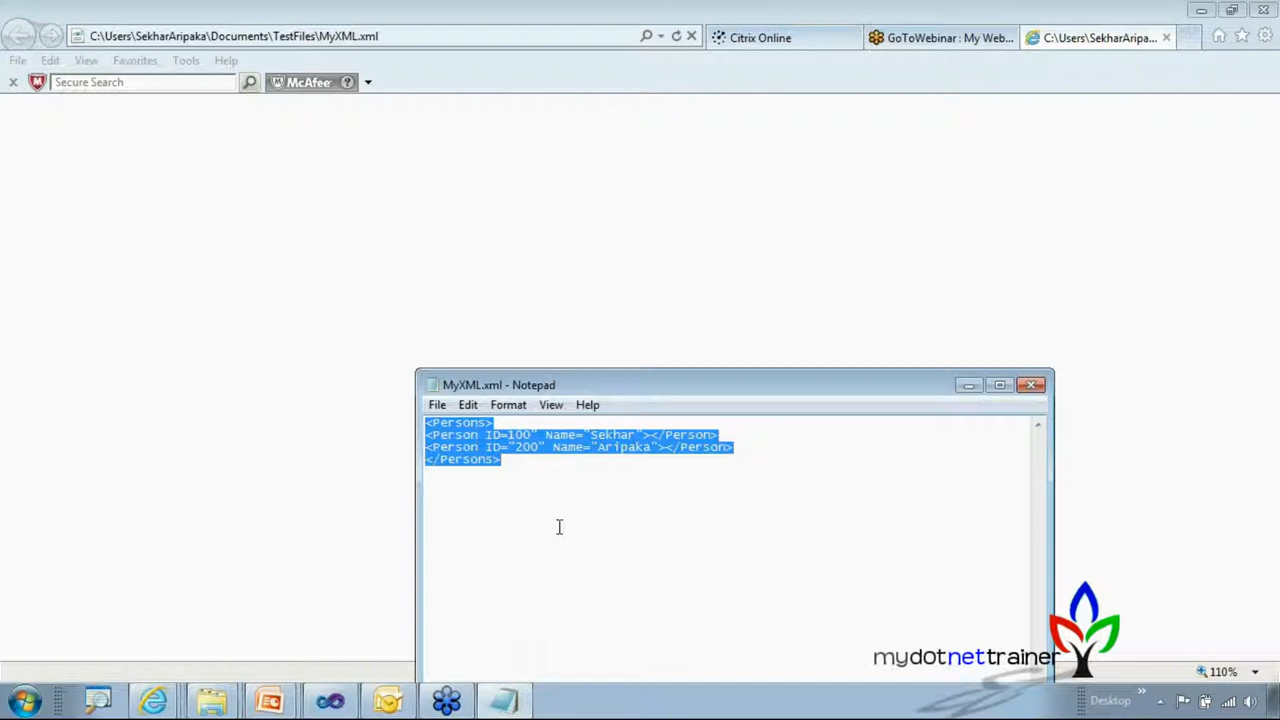 C:\Users\SekharAripaka\Documents\TestFiles\MyXML.xml
Citrix Online
GoToWebinar : My Web...
C:\Users\SekharAripa...
File Edit View Favorites Tools Help
Secure Search
McAfee
MyXML.xml - Notepad
File Edit Format View Help
<Persons>
<Person ID=100" Name="Sekhar"></Person>
<Person ID="200" Name="Aripaka"></Person>
</Persons>
mydotnettrainer
110%
Desktop